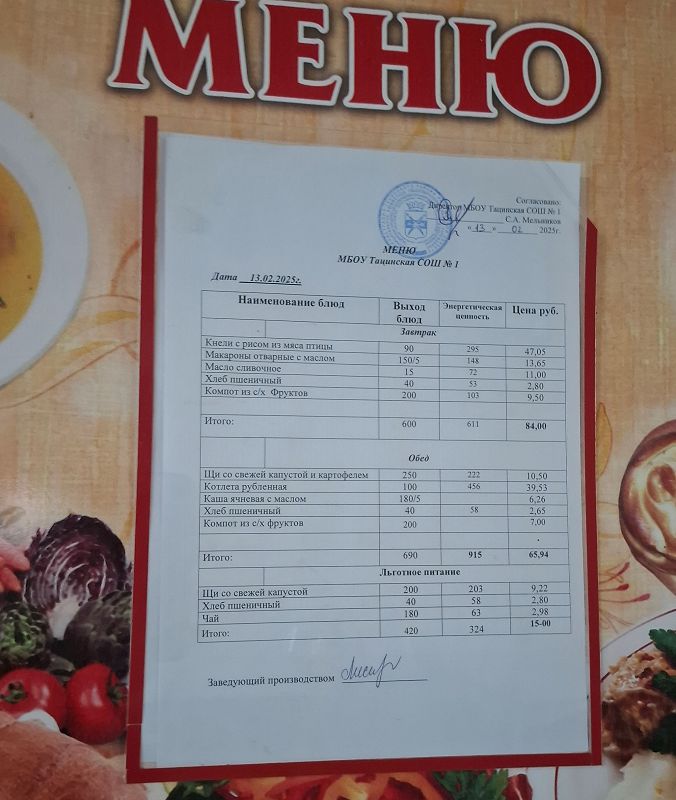 МЕНЮ
Согласовано:
Директор МБОУ Тацинская СОШ № 1
С.А. Мельников
« 13 » 02 2025г.
МЕНЮ
МБОУ Тацинская СОШ № 1
Дата 13.02.2025г.
Наименование блюд Выход блюд Энергетическая ценность Цена руб.
Завтрак
Кнели с рисом из мяса птицы 90 295 47,05
Макароны отварные с маслом 150/5 148 13,65
Масло сливочное 15 72 11,00
Хлеб пшеничный 40 53 2,80
Компот из с/х Фруктов 200 103 9,50
Итого: 600 611 84,00
Обед
Щи со свежей капустой и картофелем 250 222 10,50
Котлета рубленная 100 456 39,53
Каша ячневая с маслом 180/5 6,26
Хлеб пшеничный 40 58 2,65
Компот из с/х фруктов 200 7,00
Итого: 690 915 65,94
Льготное питание
Щи со свежей капустой 200 203 9,22
Хлеб пшеничный 40 58 2,80
Чай 180 63 2,98
Итого: 420 324 15-00
Заведующий производством